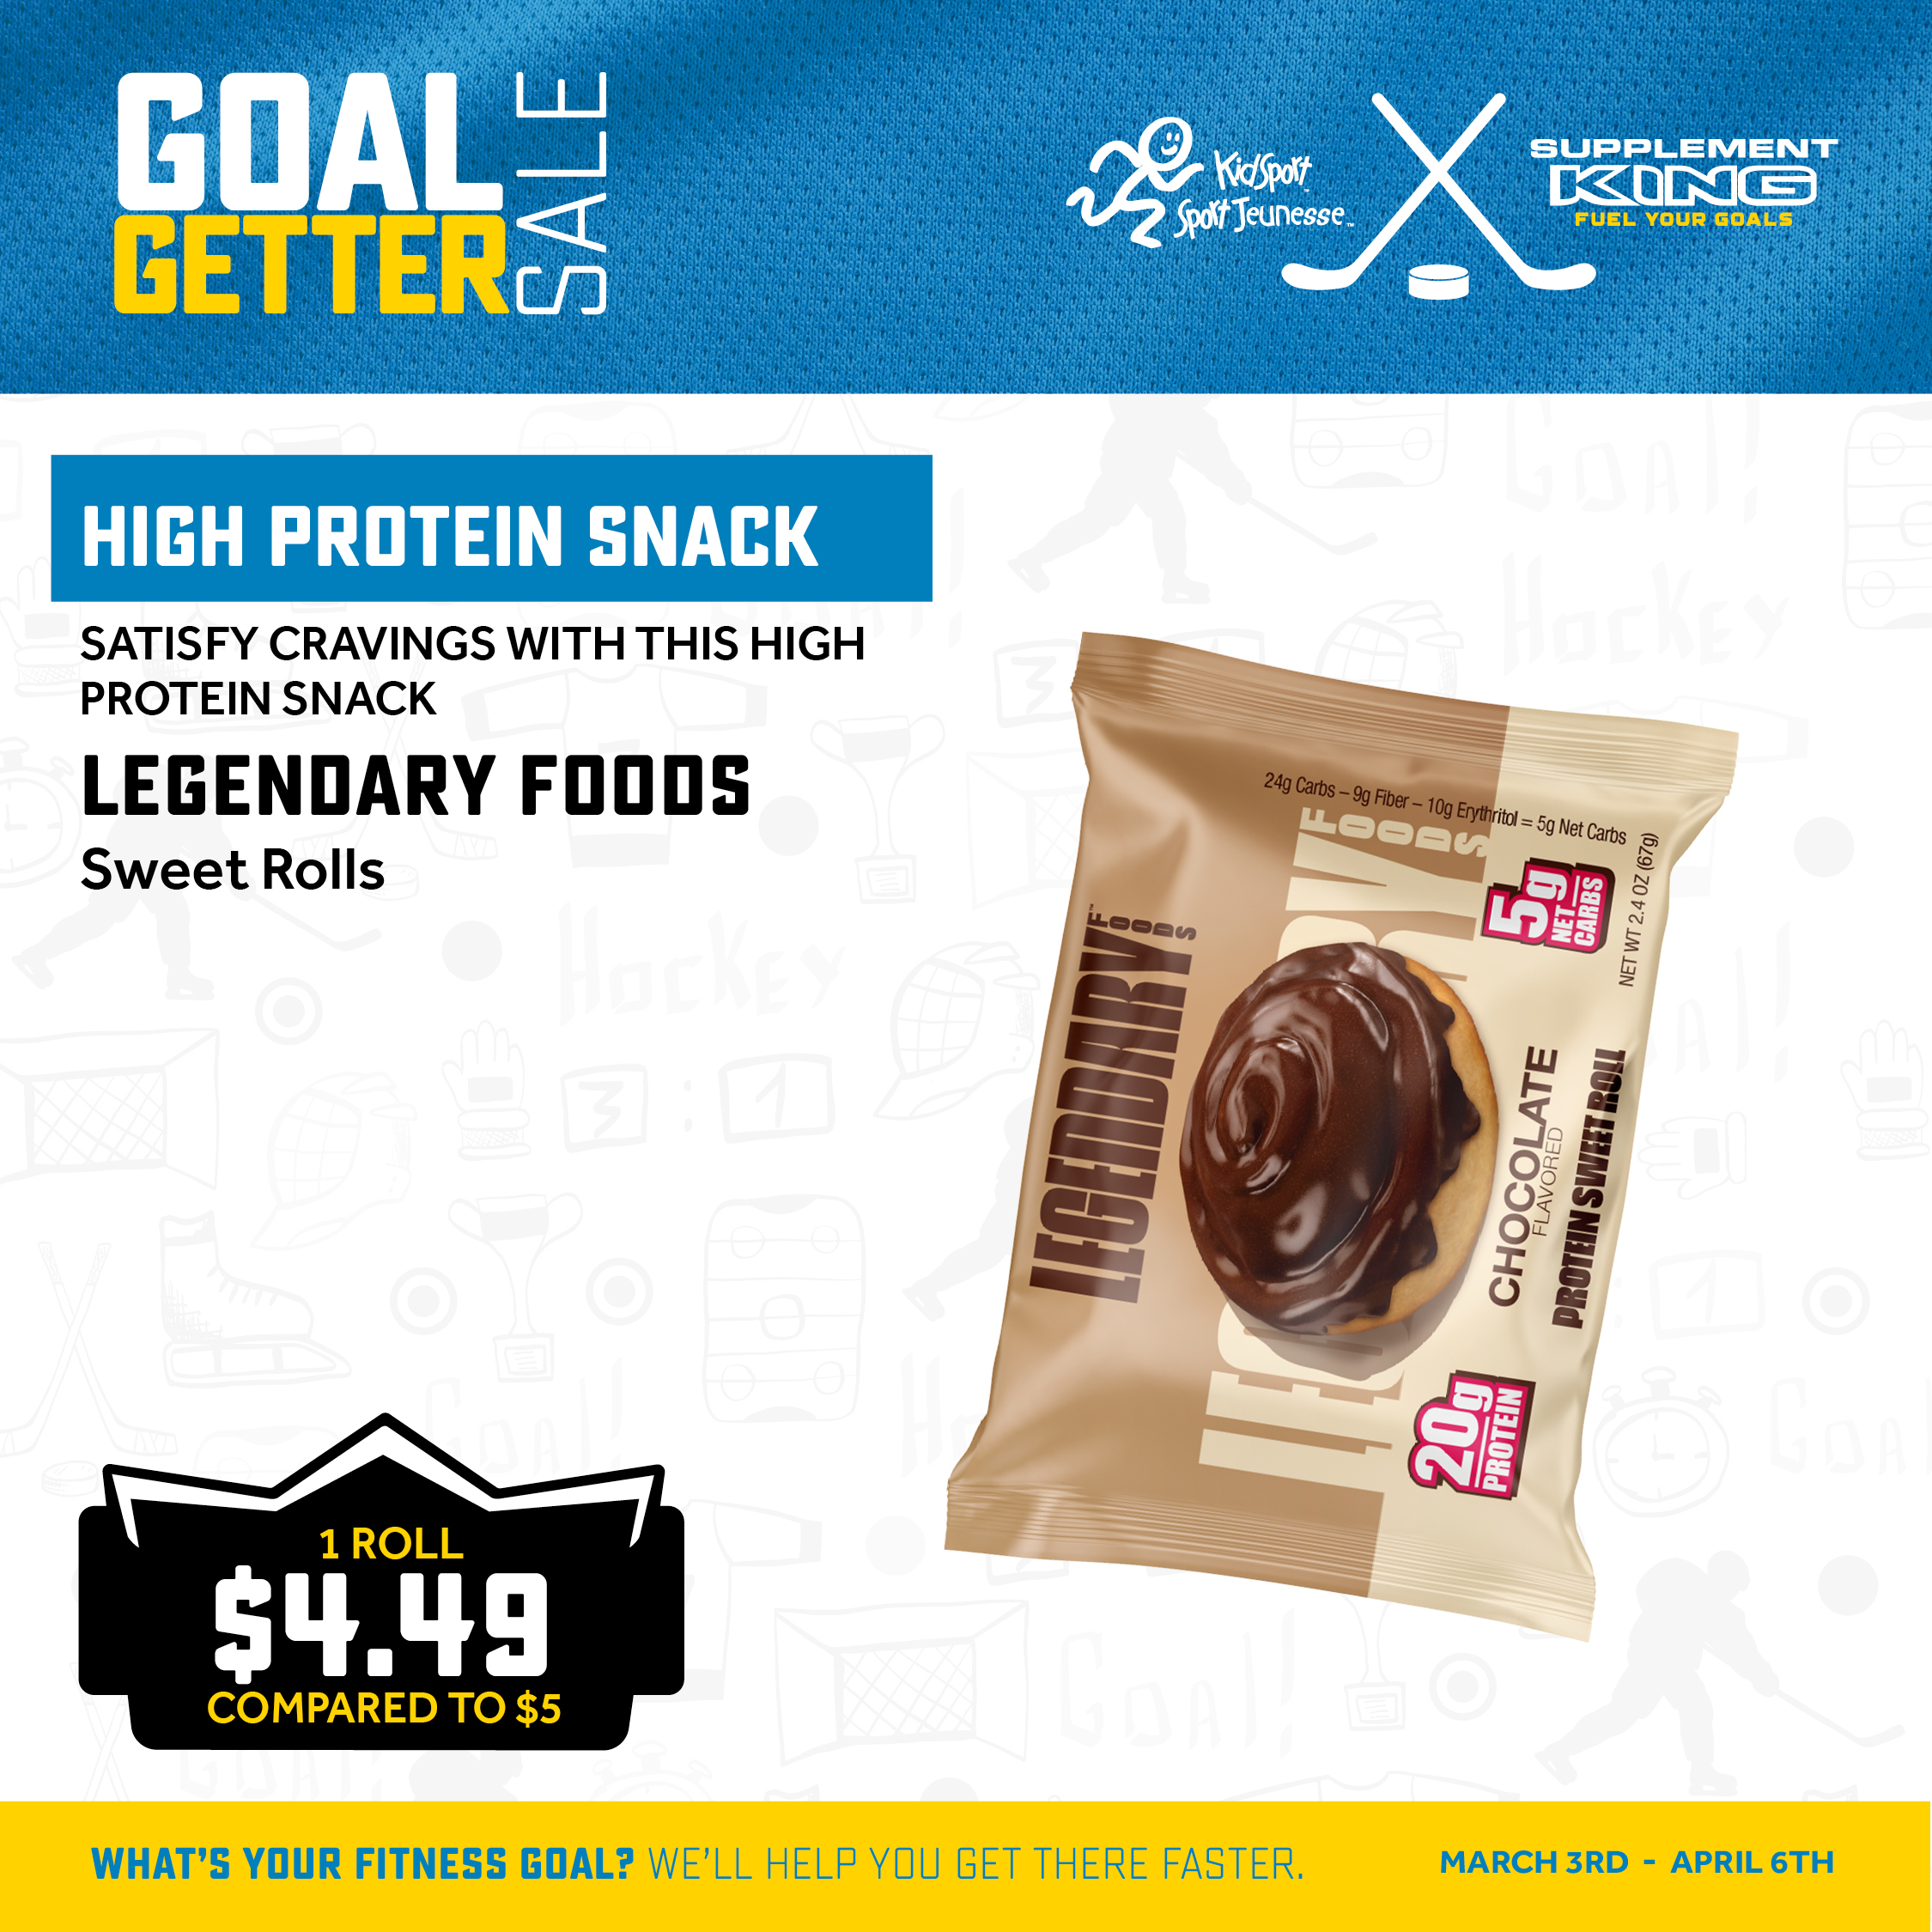 GOAL
GETTER
SALE
KidSport™
Sport Jeunesse™
SUPPLEMENT
KING
FUEL YOUR GOALS
HIGH PROTEIN SNACK
SATISFY CRAVINGS WITH THIS HIGH
PROTEIN SNACK
LEGENDARY FOODS
Sweet Rolls
24g Carbs – 9g Fiber – 10g Erythritol = 5g Net Carbs
LEGENDARY FOODS™
5g
NET
CARBS
NET WT 2.4 OZ (67g)
CHOCOLATE
FLAVORED
PROTEIN SWEET ROLL
20g
PROTEIN
1 ROLL
$4.49
COMPARED TO $5
WHAT'S YOUR FITNESS GOAL? WE'LL HELP YOU GET THERE FASTER.
MARCH 3RD - APRIL 6TH